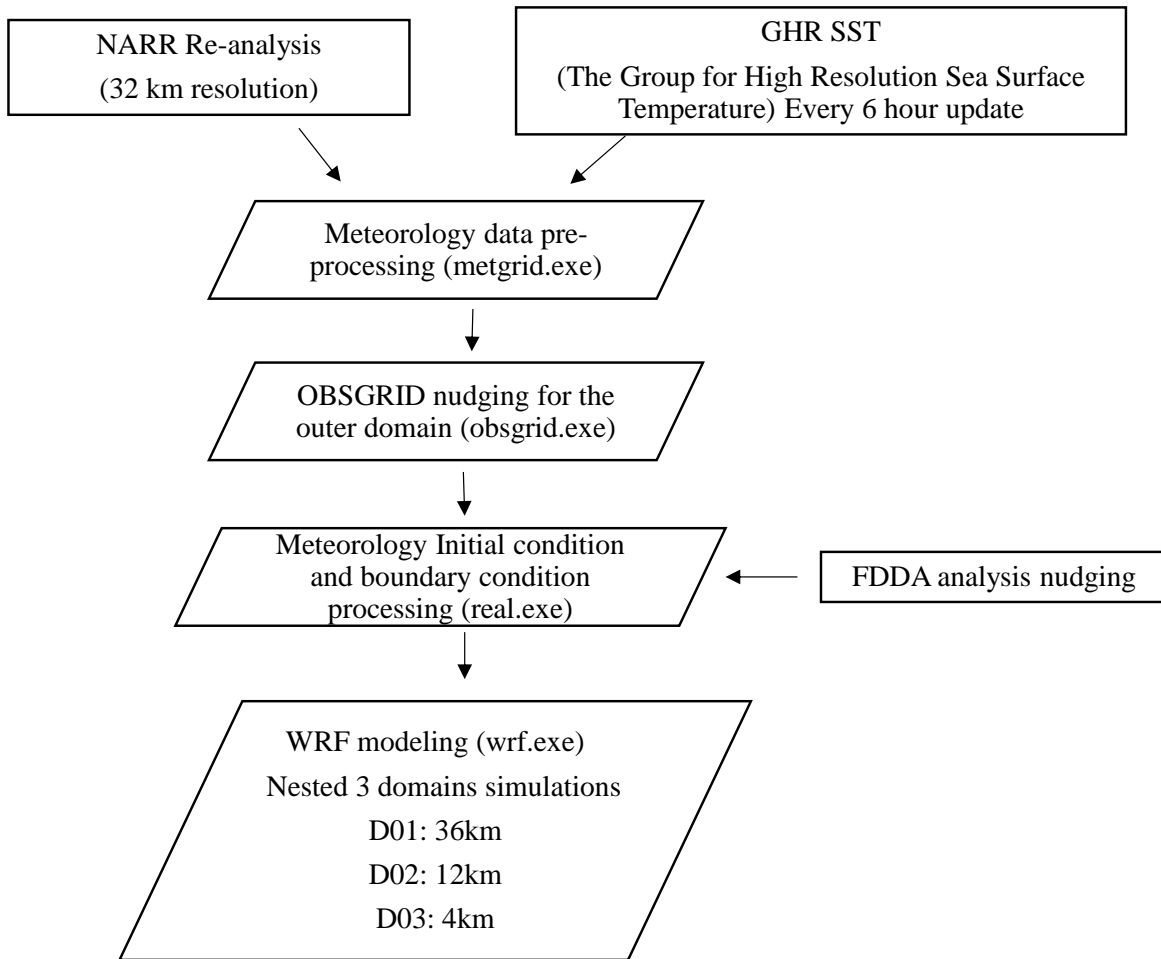 NARR Re-analysis
(32 km resolution)
GHR SST
(The Group for High Resolution Sea Surface
Temperature) Every 6 hour update
Meteorology data pre-
processing (metgrid.exe)
OBSGRID nudging for the
outer domain (obsgrid.exe)
Meteorology Initial condition
and boundary condition
processing (real.exe)
FDDA analysis nudging
WRF modeling (wrf.exe)
Nested 3 domains simulations
D01: 36km
D02: 12km
D03: 4km